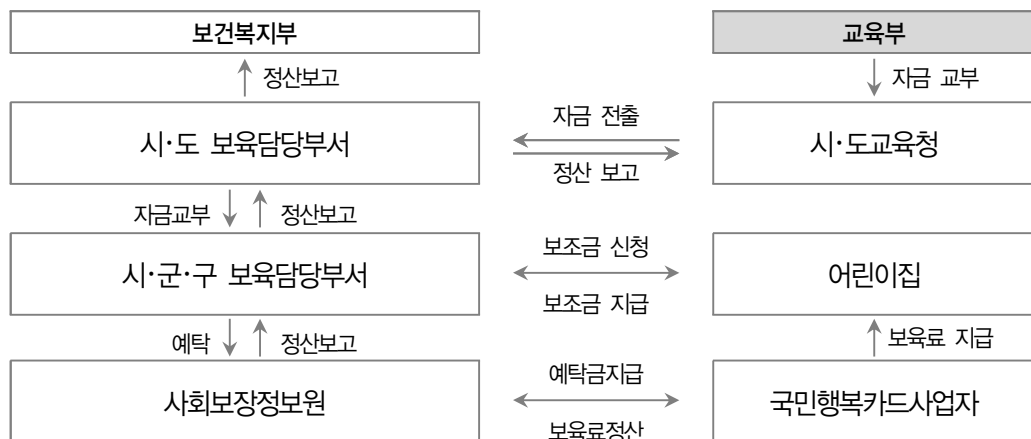 보건복지부
교육부
정산보고
자금 교부
시·도 보육담당부서
자금 전출
정산 보고
시·도교육청
자금교부
정산보고
시·군·구 보육담당부서
보조금 신청
보조금 지급
어린이집
예탁
정산보고
보육료 지급
사회보장정보원
예탁금지급
보육료정산
국민행복카드사업자